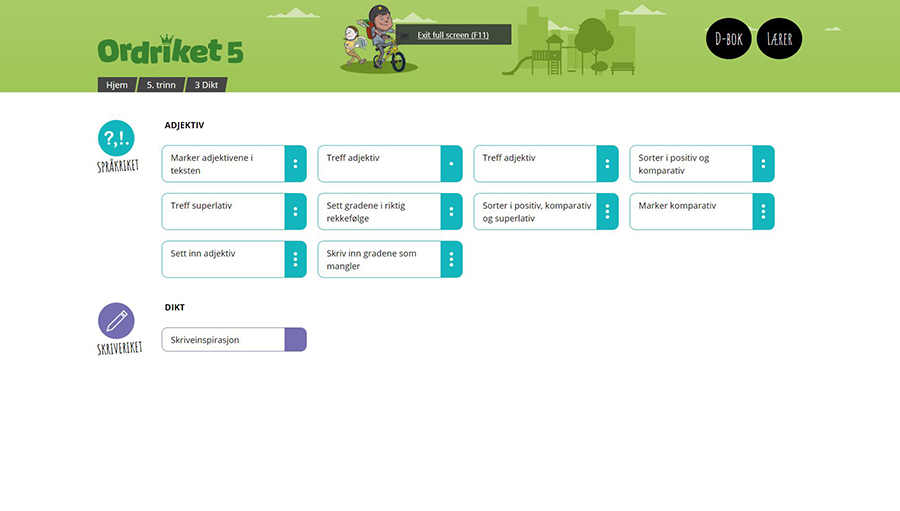 Ordriket 5
Exit full screen (F11)
D-BOK
LÆRER
Hjem
5. trinn
3 Dikt
?,!.
SPRÅKRIKET
ADJEKTIV
Marker adjektivene i
teksten
Treff adjektiv
Treff adjektiv
Sorter i positiv og
komparativ
Treff superlativ
Sett gradene i riktig
rekkefølge
Sorter i positiv, komparativ
og superlativ
Marker komparativ
Sett inn adjektiv
Skriv inn gradene som
mangler
SKRIVERIKET
DIKT
Skriveinspirasjon